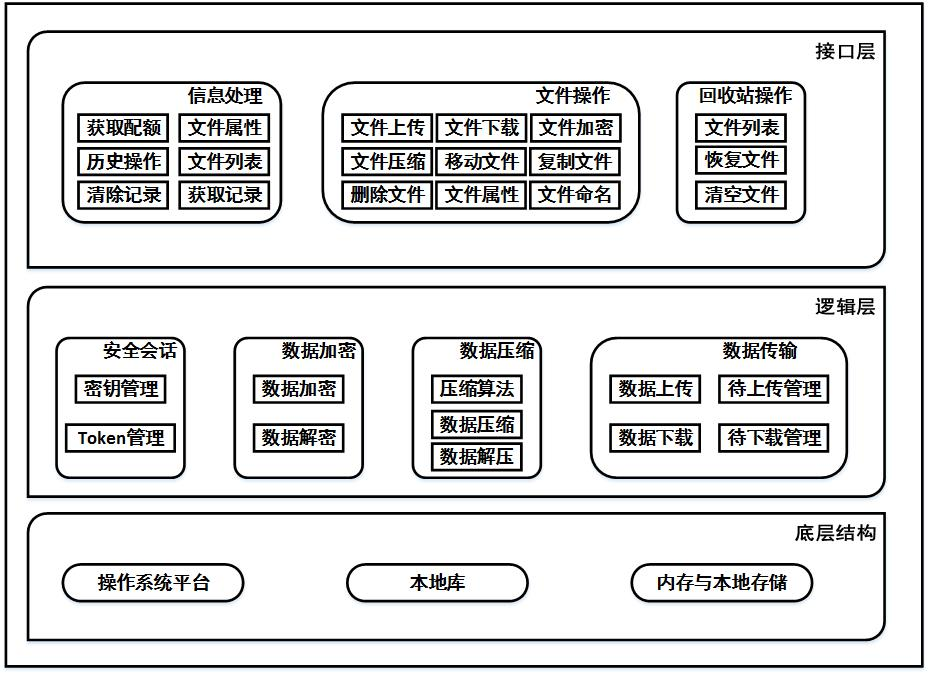 接口层
信息处理
获取配额
文件属性
历史操作
文件列表
清除记录
获取记录
文件操作
文件上传
文件下载
文件加密
文件压缩
移动文件
复制文件
删除文件
文件属性
文件命名
回收站操作
文件列表
恢复文件
清空文件
逻辑层
安全会话
密钥管理
Token管理
数据加密
数据加密
数据解密
数据压缩
压缩算法
数据压缩
数据解压
数据传输
数据上传
待上传管理
数据下载
待下载管理
底层结构
操作系统平台
本地库
内存与本地存储